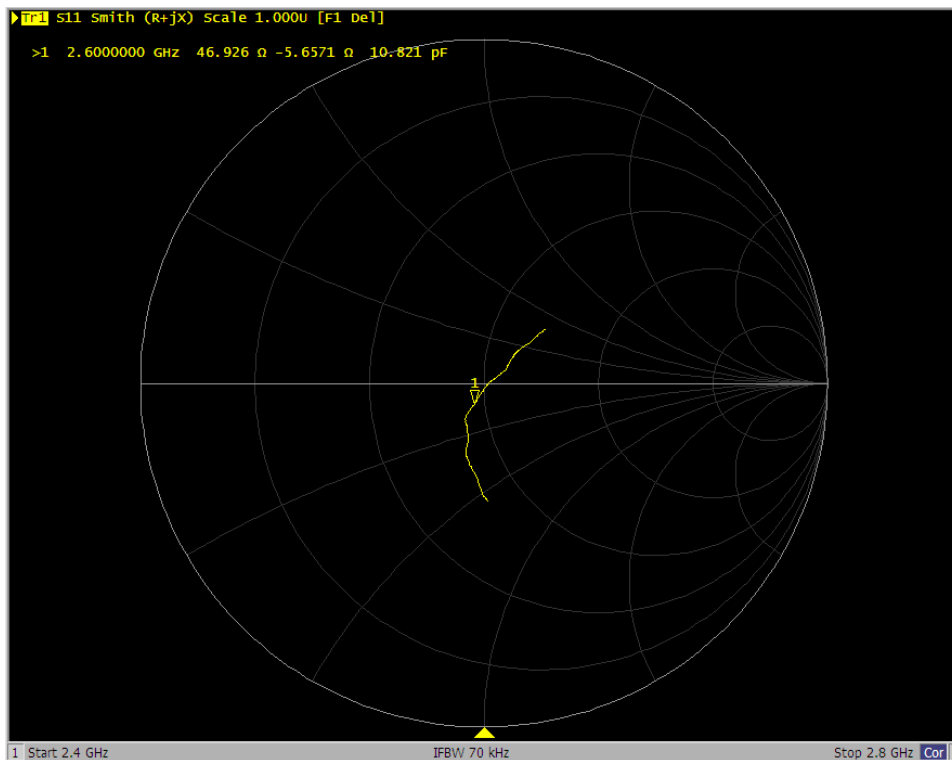 Tr1 S11 Smith (R+jX) Scale 1.000U [F1 Del]
>1 2.6000000 GHz 46.926 Ω -5.6571 Ω 10.821 pF
1
1 Start 2.4 GHz IFBW 70 kHz Stop 2.8 GHz Cor